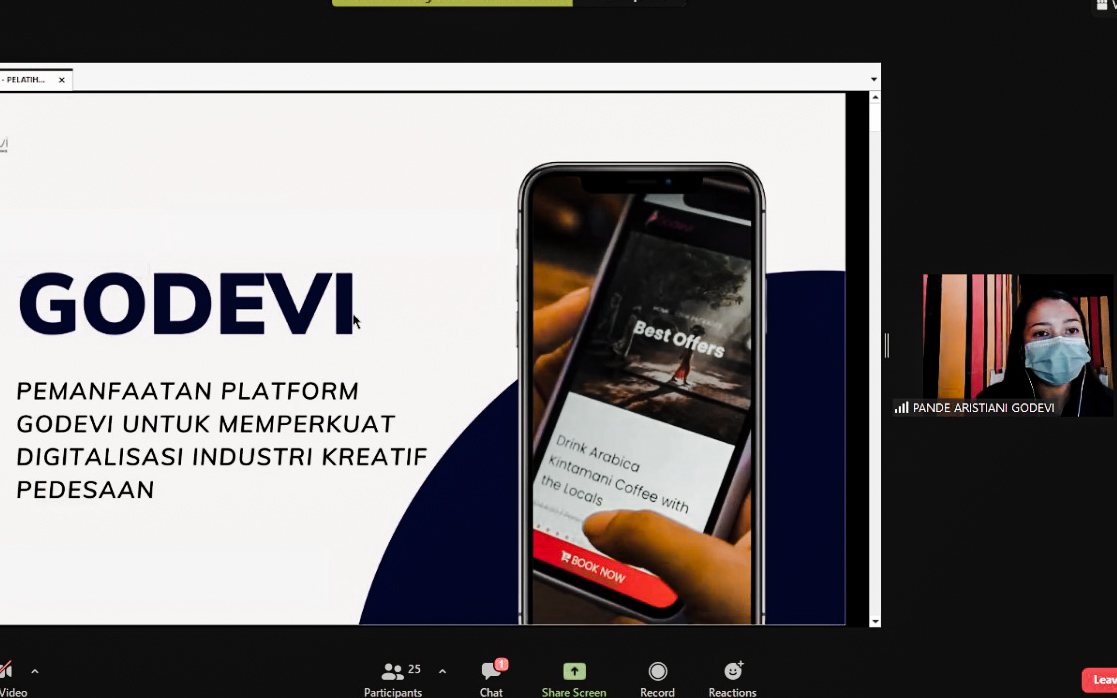 - PELATIH...
GODEVI
PEMANFAATAN PLATFORM
GODEVI UNTUK MEMPERKUAT
DIGITALISASI INDUSTRI KREATIF
PEDESAAN
Best Offers
Drink Arabica
Kintamani Coffee with
the Locals
BOOK NOW
PANDE ARISTIANI GODEVI
Video
25
Participants
1
Chat
Share Screen
Record
Reactions
Leav